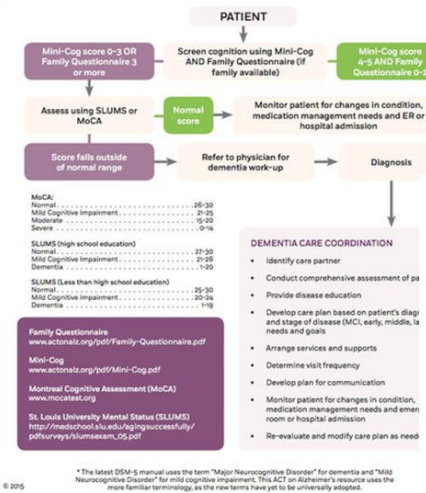 PATIENT
Mini-Cog score 0-3 OR
Family Questionnaire 3
or more
Screen cognition using Mini-Cog
AND Family Questionnaire (if
family available)
Mini-Cog score
4-5 AND Family
Questionnaire 0-2
Assess using SLUMS or
MoCA
Normal
score
Monitor patient for changes in condition,
medication management needs and ER or
hospital admission
Score falls outside
of normal range
Refer to physician for
dementia work-up
Diagnosis
MoCA:
Normal . . . . . . . . . . . . . . . . . . . . . . . . 26-30
Mild Cognitive Impairment . . . . . . . . . . . . . 21-25
Moderate . . . . . . . . . . . . . . . . . . . . . . 15-20
Severe . . . . . . . . . . . . . . . . . . . . . . . . 0-14
SLUMS (high school education)
Normal . . . . . . . . . . . . . . . . . . . . . . . . 27-30
Mild Cognitive Impairment . . . . . . . . . . . . . 21-26
Dementia . . . . . . . . . . . . . . . . . . . . . . . 1-20
SLUMS (Less than high school education)
Normal . . . . . . . . . . . . . . . . . . . . . . . . 25-30
Mild Cognitive Impairment . . . . . . . . . . . . . 20-24
Dementia . . . . . . . . . . . . . . . . . . . . . . . 1-19
Family Questionnaire
www.actonalz.org/pdf/Family-Questionnaire.pdf
Mini-Cog
www.actonalz.org/pdf/Mini-Cog.pdf
Montreal Cognitive Assessment (MoCA)
www.mocatest.org
St. Louis University Mental Status (SLUMS)
http://medschool.slu.edu/agingsuccessfully/
pdfsurveys/slumsexam_05.pdf
DEMENTIA CARE COORDINATION
• Identify care partner
• Conduct comprehensive assessment of pa
• Provide disease education
• Develop care plan based on patient's diag
and stage of disease (MCI, early, middle, la
needs and goals
• Arrange services and supports
• Determine visit frequency
• Develop plan for communication
• Monitor patient for changes in condition,
medication management needs and emer
room or hospital admission
• Re-evaluate and modify care plan as need
© 2015
* The latest DSM-5 manual uses the term "Major Neurocognitive Disorder" for dementia and "Mild
Neurocognitive Disorder" for mild cognitive impairment. This ACT on Alzheimer's resource uses the
more familiar terminology, as the new terms have yet to be universally adopted.